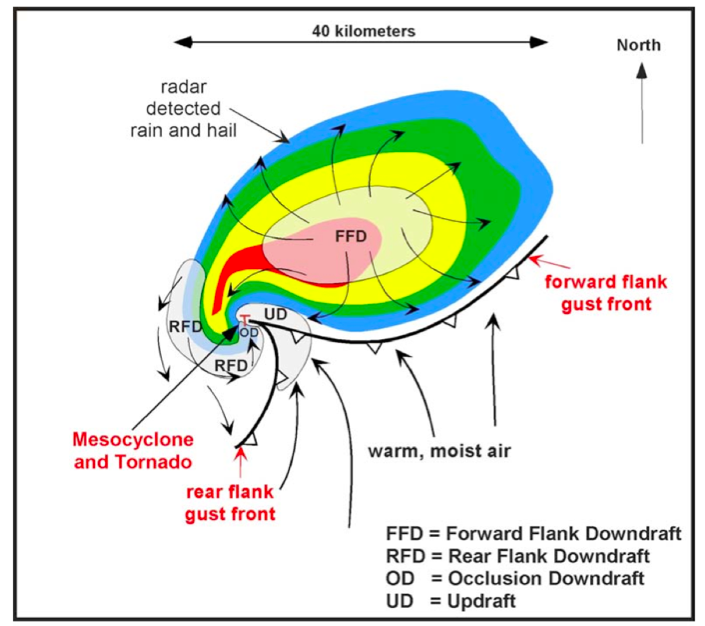 40 kilometers
North
radar
detected
rain and hail
FFD
forward flank
gust front
UD
T
RFD
OD
RFD
Mesocyclone
and Tornado
warm, moist air
rear flank
gust front
FFD = Forward Flank Downdraft
RFD = Rear Flank Downdraft
OD = Occlusion Downdraft
UD = Updraft